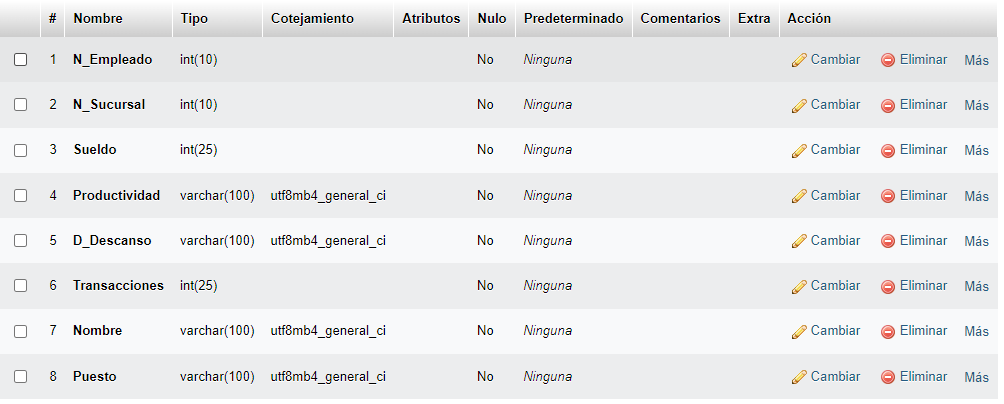 # Nombre Tipo Cotejamiento Atributos Nulo Predeterminado Comentarios Extra Acción
1 N_Empleado int(10) No Ninguna Cambiar Eliminar Más
2 N_Sucursal int(10) No Ninguna Cambiar Eliminar Más
3 Sueldo int(25) No Ninguna Cambiar Eliminar Más
4 Productividad varchar(100) utf8mb4_general_ci No Ninguna Cambiar Eliminar Más
5 D_Descanso varchar(100) utf8mb4_general_ci No Ninguna Cambiar Eliminar Más
6 Transacciones int(25) No Ninguna Cambiar Eliminar Más
7 Nombre varchar(100) utf8mb4_general_ci No Ninguna Cambiar Eliminar Más
8 Puesto varchar(100) utf8mb4_general_ci No Ninguna Cambiar Eliminar Más